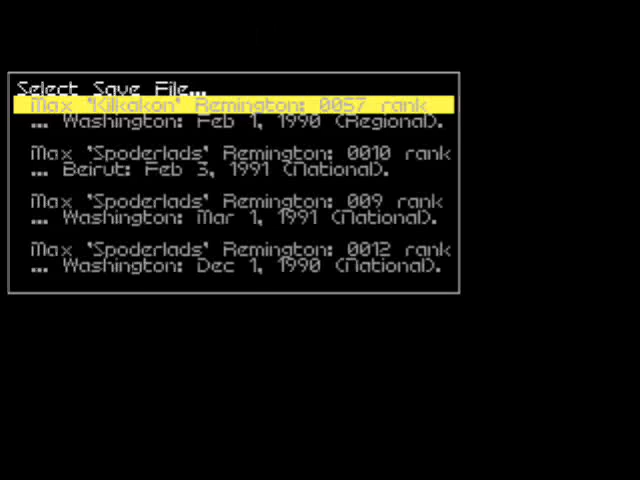 Select Save File...
Max "Kilkakon" Remington: 0057 rank
... Washington: Feb 1, 1990 (Regional).
Max "Spoderlads" Remington: 0010 rank
... Beirut: Feb 3, 1991 (National).
Max "Spoderlads" Remington: 009 rank
... Washington: Mar 1, 1991 (National).
Max "Spoderlads" Remington: 0012 rank
... Washington: Dec 1, 1990 (National).